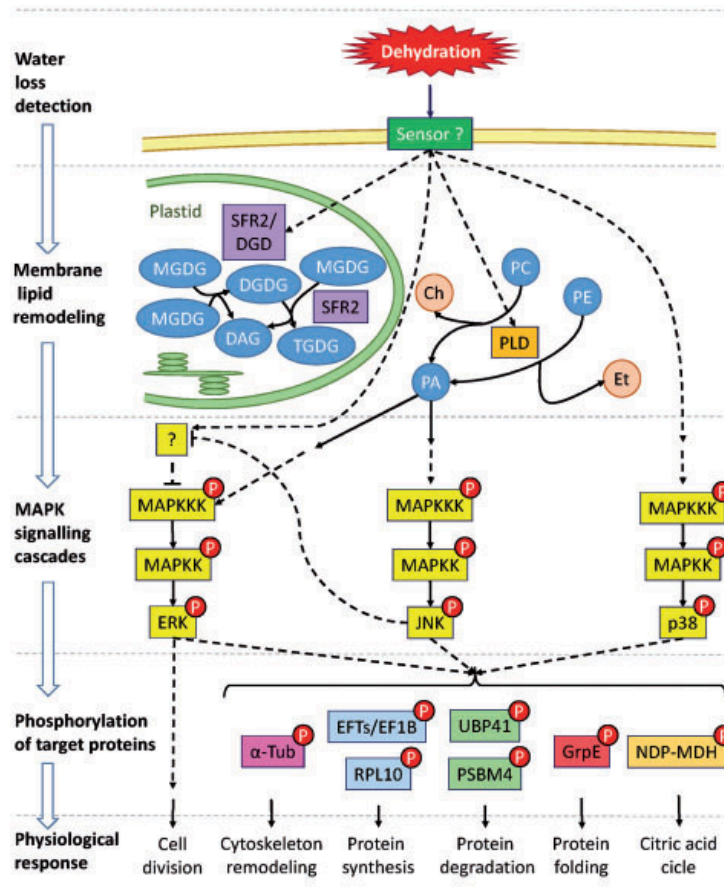 Dehydration
Water
loss
detection
Sensor ?
Plastid
SFR2/
DGD
MGDG
MGDG
DGDG
SFR2
MGDG
DAG
TGDG
Membrane
lipid
remodeling
Ch
PC
PE
PLD
PA
Et
?
MAPK
signalling
cascades
MAPKKK P
MAPKKK P
MAPKKK P
MAPKK P
MAPKK P
MAPKK P
ERK P
JNK P
p38 P
Phosphorylation
of target proteins
α-Tub P
EFTs/EF1B P
RPL10 P
UBP41 P
PSBM4 P
GrpE P
NDP-MDH P
Physiological
response
Cell
division
Cytoskeleton
remodeling
Protein
synthesis
Protein
degradation
Protein
folding
Citric acid
cicle